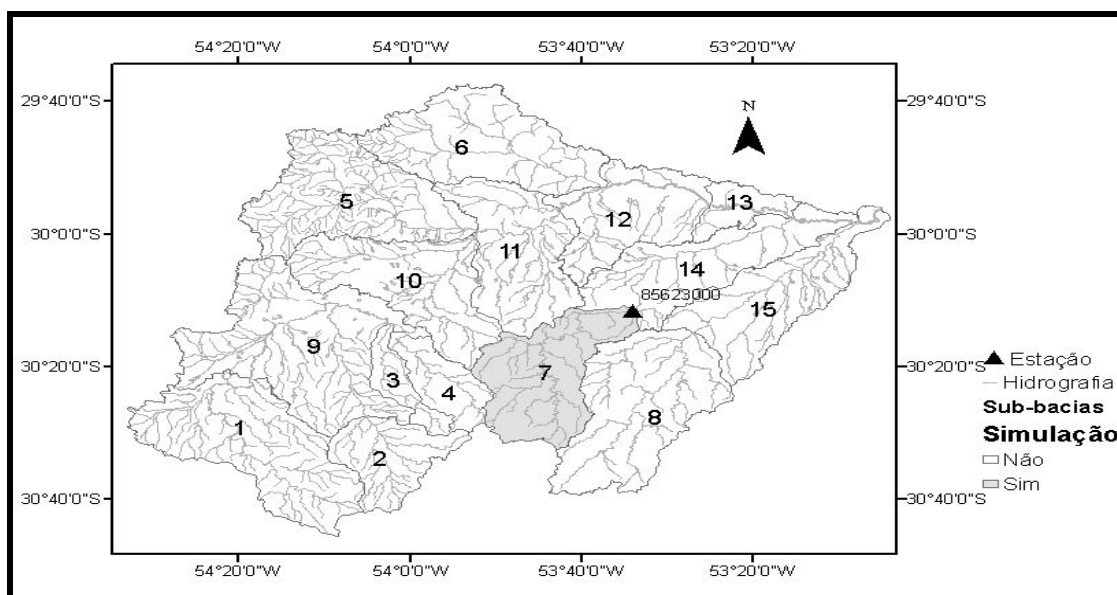 54°20'0"W 54°0'0"W 53°40'0"W 53°20'0"W
29°40'0"S 29°40'0"S
N
6
5
13
12
30°0'0"S 30°0'0"S
11
14
10
85623000
15
9
30°20'0"S 30°20'0"S
7
3
4
8
1
2
Estação
Hidrografia
Sub-bacias
Simulação
Não
Sim
30°40'0"S 30°40'0"S
54°20'0"W 54°0'0"W 53°40'0"W 53°20'0"W